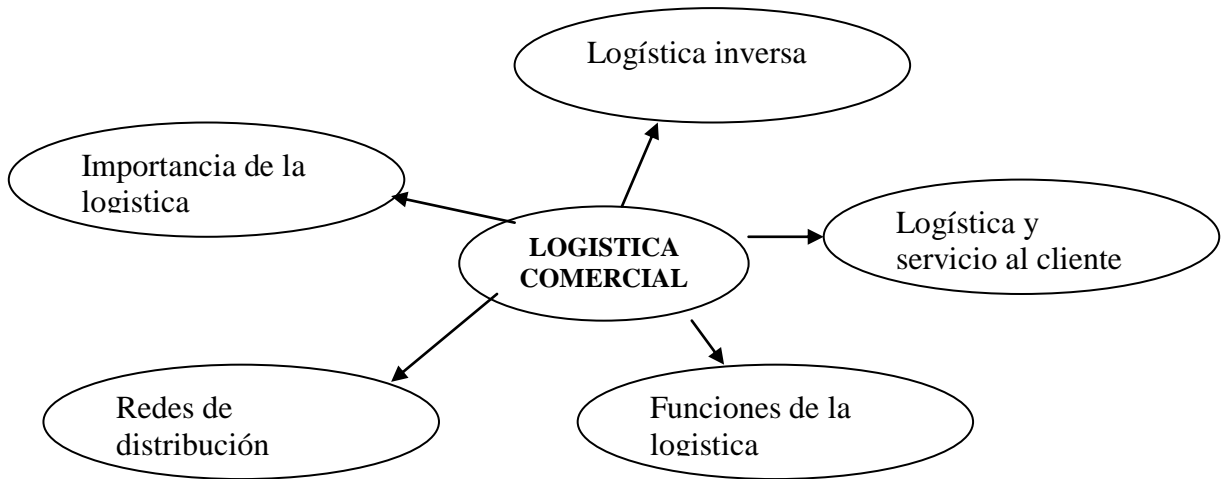 Logística inversa
Importancia de la
logistica
LOGISTICA
COMERCIAL
Logística y
servicio al cliente
Redes de
distribución
Funciones de la
logistica